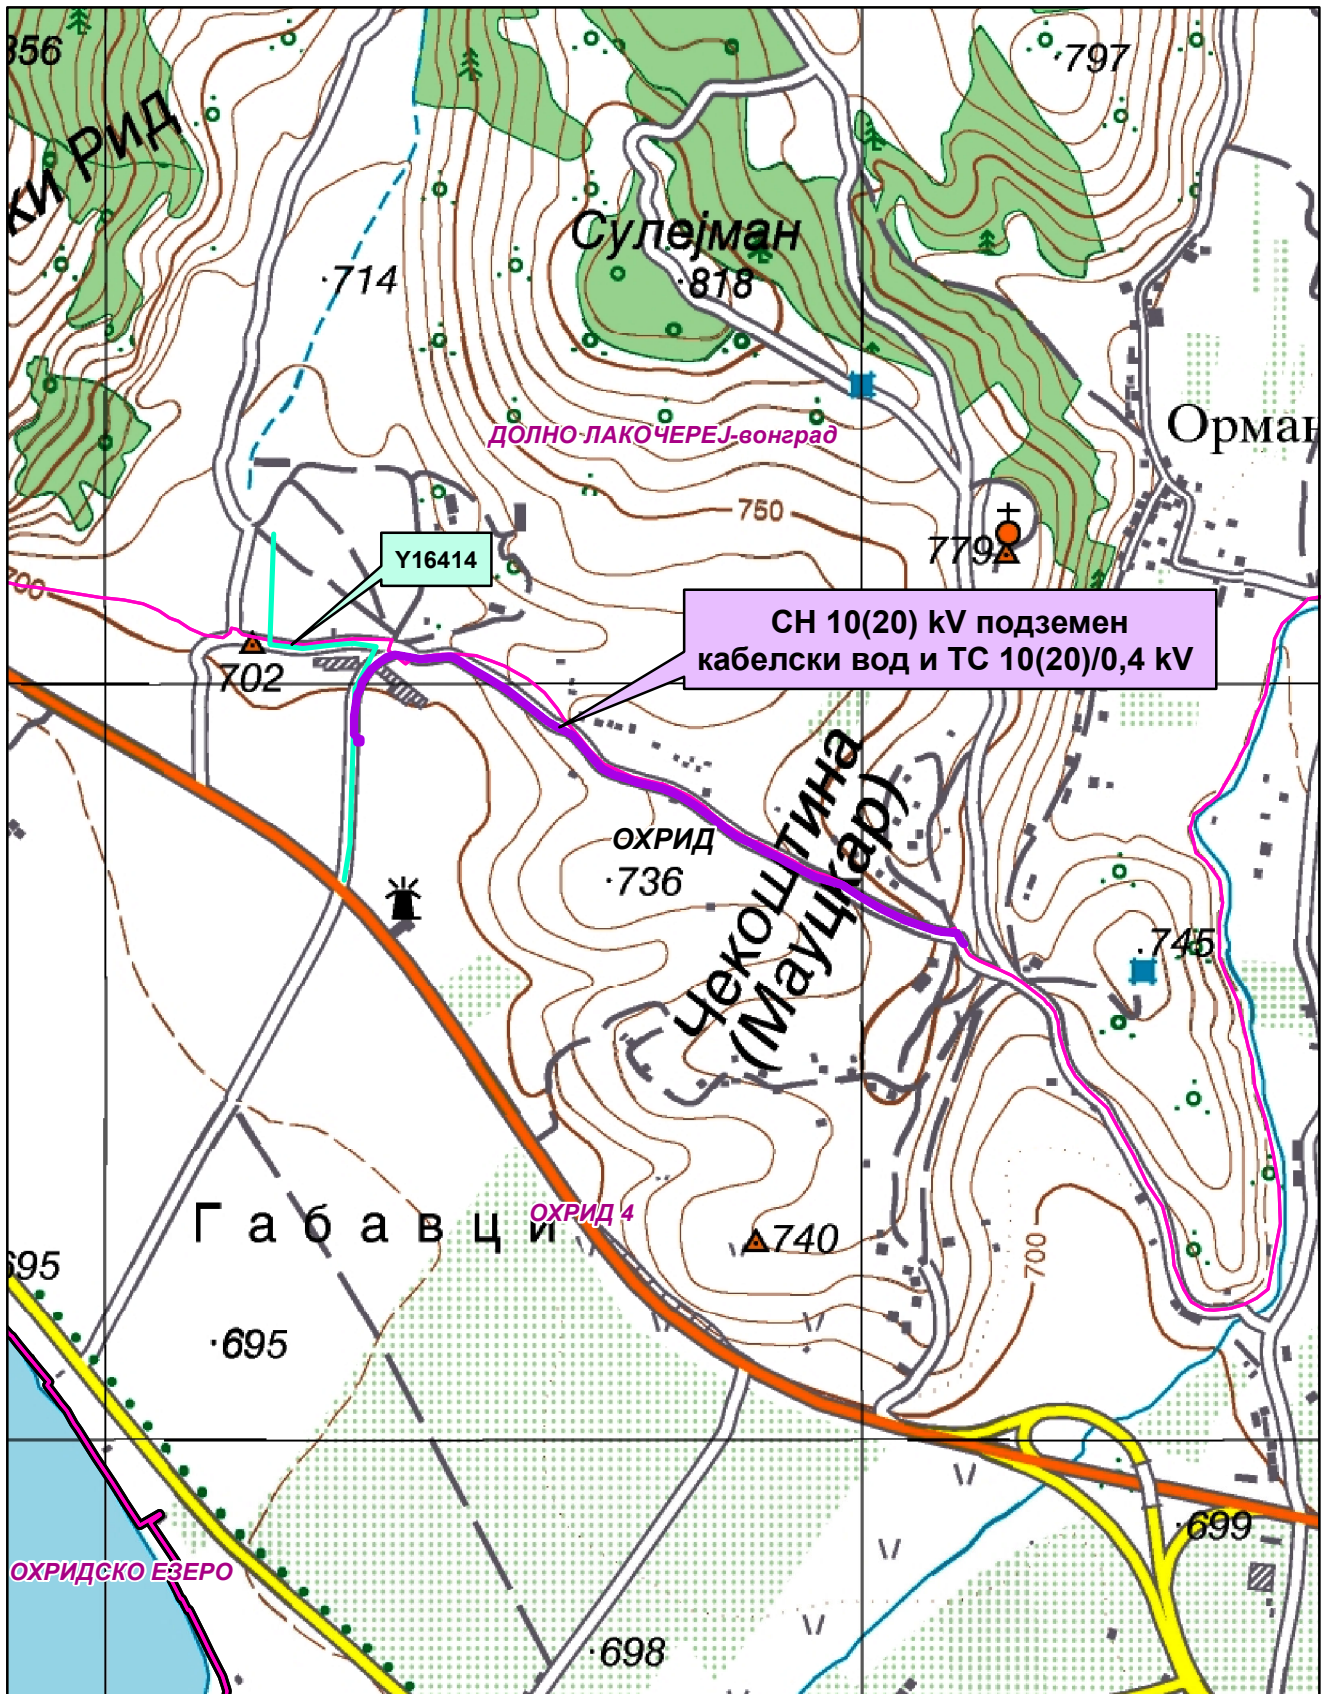 856
797
ки Рид
Сулејман
714
818
ДОЛНО ЛАКОЧЕРЕЈ-вонград
Орман
750
779
Y16414
700
СН 10(20) kV подземен
кабелски вод и ТС 10(20)/0,4 kV
702
Чекоштина
(Мауцкар)
ОХРИД
736
745
Габавци
ОХРИД 4
740
700
695
695
699
ОХРИДСКО ЕЗЕРО
698